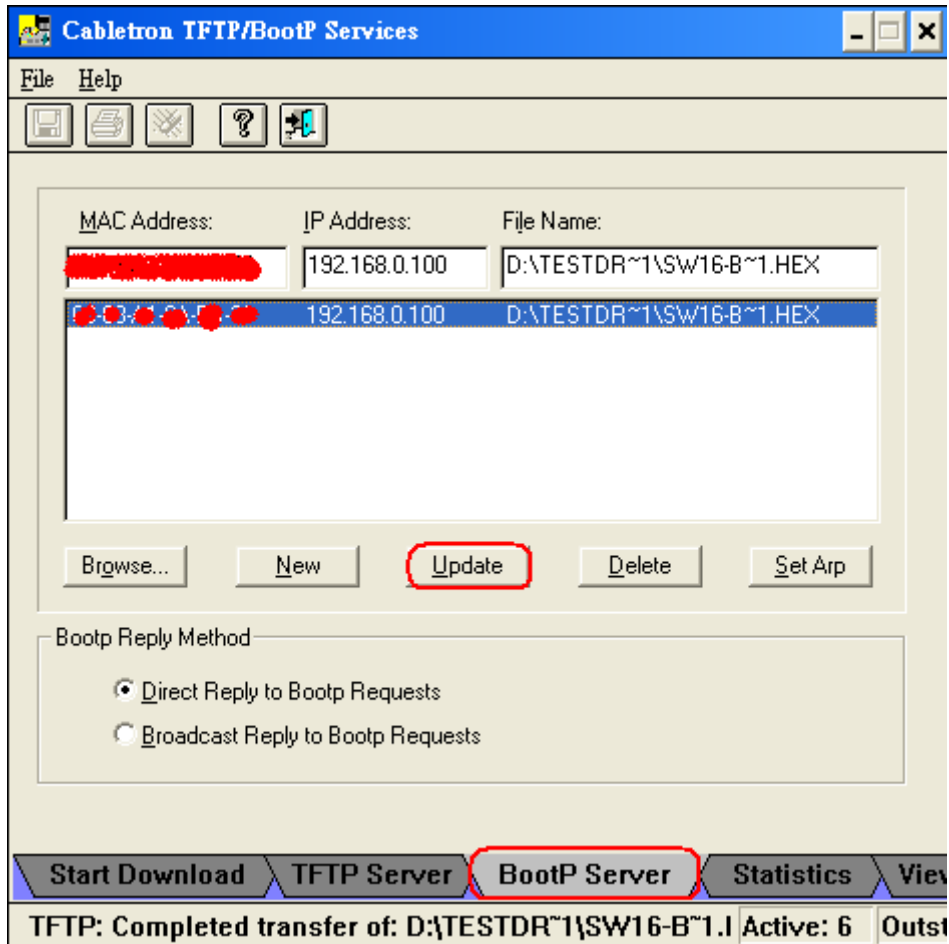 Cabletron TFTP/BootP Services
File Help
MAC Address: IP Address: File Name:
192.168.0.100 D:\TESTDR~1\SW16-B~1.HEX
192.168.0.100 D:\TESTDR~1\SW16-B~1.HEX
Browse... New Update Delete Set Arp
Bootp Reply Method
Direct Reply to Bootp Requests
Broadcast Reply to Bootp Requests
Start Download TFTP Server BootP Server Statistics View
TFTP: Completed transfer of: D:\TESTDR~1\SW16-B~1.I Active: 6 Outs